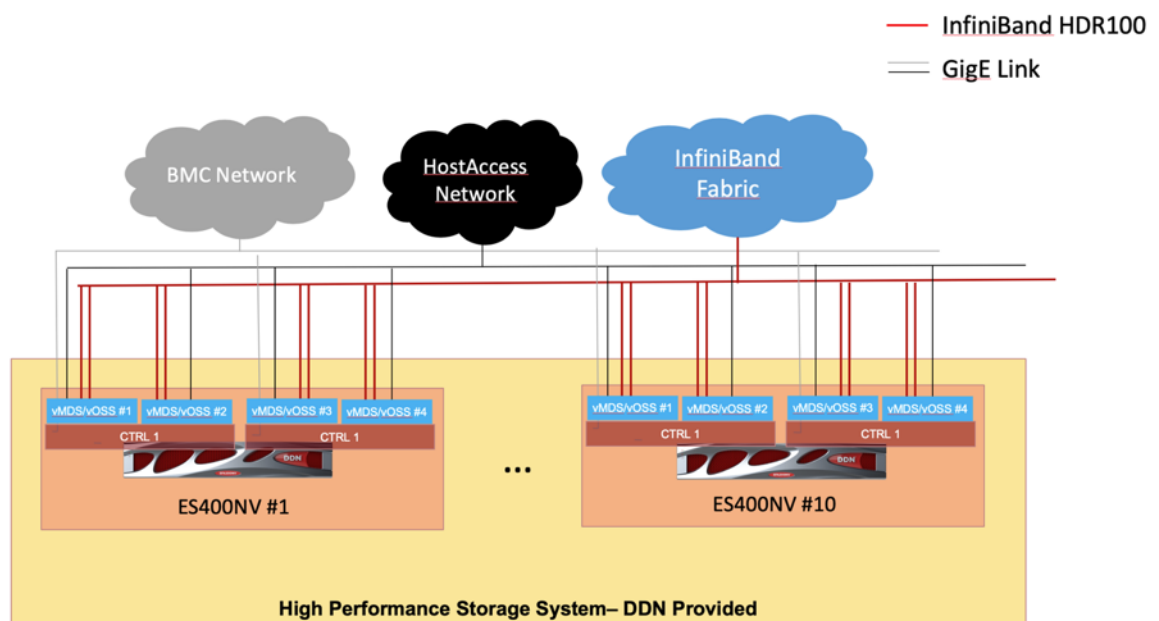 InfiniBand HDR100
GigE Link
BMC Network
HostAccess
Network
InfiniBand
Fabric
vMDS/vOSS #1
vMDS/vOSS #2
vMDS/vOSS #3
vMDS/vOSS #4
vMDS/vOSS #1
vMDS/vOSS #2
vMDS/vOSS #3
vMDS/vOSS #4
CTRL 1
CTRL 1
CTRL 1
CTRL 1
DDN
DDN
...
ES400NV #1
ES400NV #10
High Performance Storage System– DDN Provided